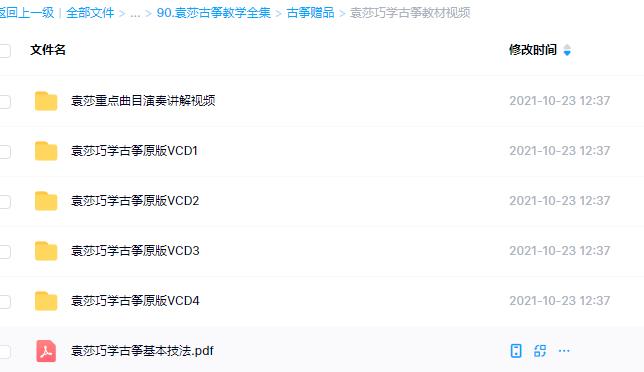 返回上一级 | 全部文件 > ... > 90.袁莎古筝教学全集 > 古筝赠品 > 袁莎巧学古筝教材视频
文件名 修改时间
袁莎重点曲目演奏讲解视频 2021-10-23 12:37
袁莎巧学古筝原版VCD1 2021-10-23 12:37
袁莎巧学古筝原版VCD2 2021-10-23 12:37
袁莎巧学古筝原版VCD3 2021-10-23 12:37
袁莎巧学古筝原版VCD4 2021-10-23 12:37
袁莎巧学古筝基本技法.pdf